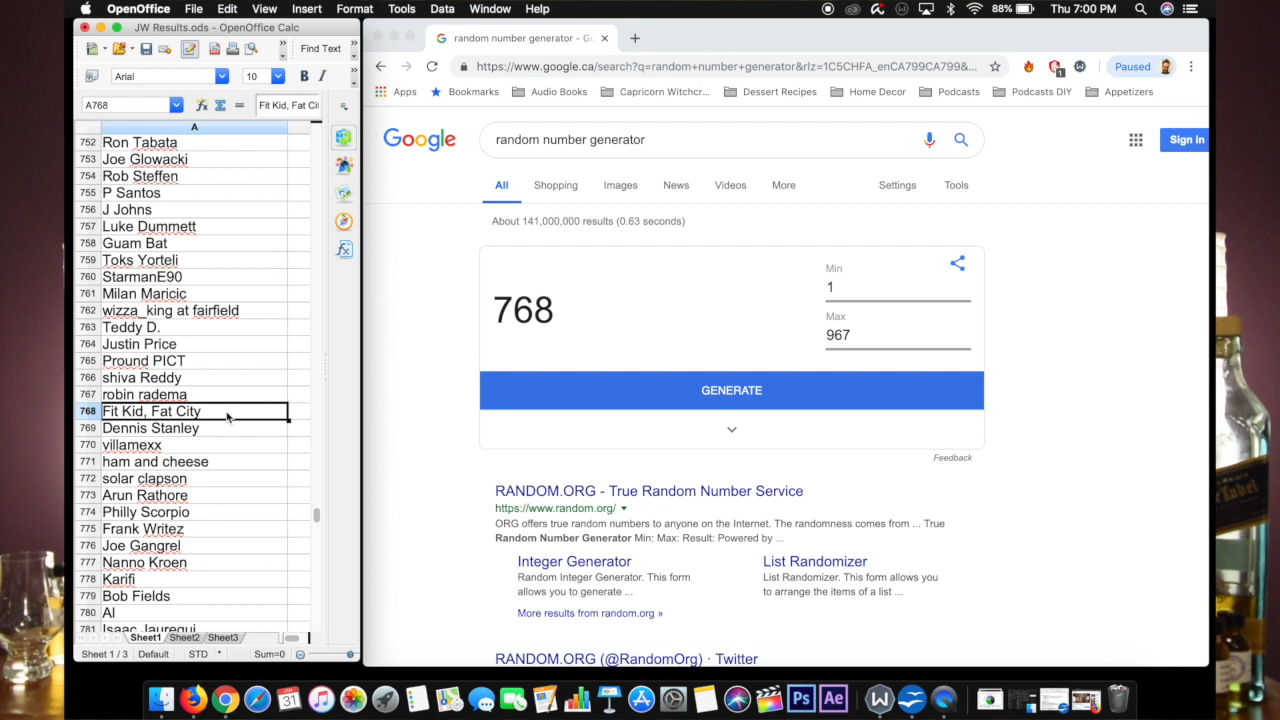 OpenOffice File Edit View Insert Format Tools Data Window Help
88% Thu 7:00 PM
JW Results.ods - OpenOffice Calc
Find Text
Arial 10 B I
A768 = Fit Kid, Fat Ci
A
752 Ron Tabata
753 Joe Glowacki
754 Rob Steffen
755 P Santos
756 J Johns
757 Luke Dummett
758 Guam Bat
759 Toks Yorteli
760 StarmanE90
761 Milan Maricic
762 wizza_king at fairfield
763 Teddy D.
764 Justin Price
765 Pround PICT
766 shiva Reddy
767 robin radema
768 Fit Kid, Fat City
769 Dennis Stanley
770 villamexx
771 ham and cheese
772 solar clapson
773 Arun Rathore
774 Philly Scorpio
775 Frank Writez
776 Joe Gangrel
777 Nanno Kroen
778 Karifi
779 Bob Fields
780 Al
781 Isaac Jauregui
Sheet1 Sheet2 Sheet3
Sheet 1 / 3 Default STD * Sum=0
random number generator - Go
https://www.google.ca/search?q=random+number+generator&rlz=1C5CHFA_enCA799CA799&...
1
Paused
Apps Bookmarks Audio Books Capricorn Witchcr... Dessert Recipes Home Decor Podcasts Podcasts DIY Appetizers
Google
random number generator
Sign in
All Shopping Images News Videos More Settings Tools
About 141,000,000 results (0.63 seconds)
768
Min
1
Max
967
GENERATE
Feedback
RANDOM.ORG - True Random Number Service
https://www.random.org/
ORG offers true random numbers to anyone on the Internet. The randomness comes from ... True
Random Number Generator Min: Max: Result: Powered by ...
Integer Generator
Random Integer Generator. This form
allows you to generate ...
List Randomizer
List Randomizer. This form allows you
to arrange the items of a list ...
More results from random.org »
RANDOM.ORG (@RandomOrg) · Twitter
JAN
31
Ps
Ae
Label